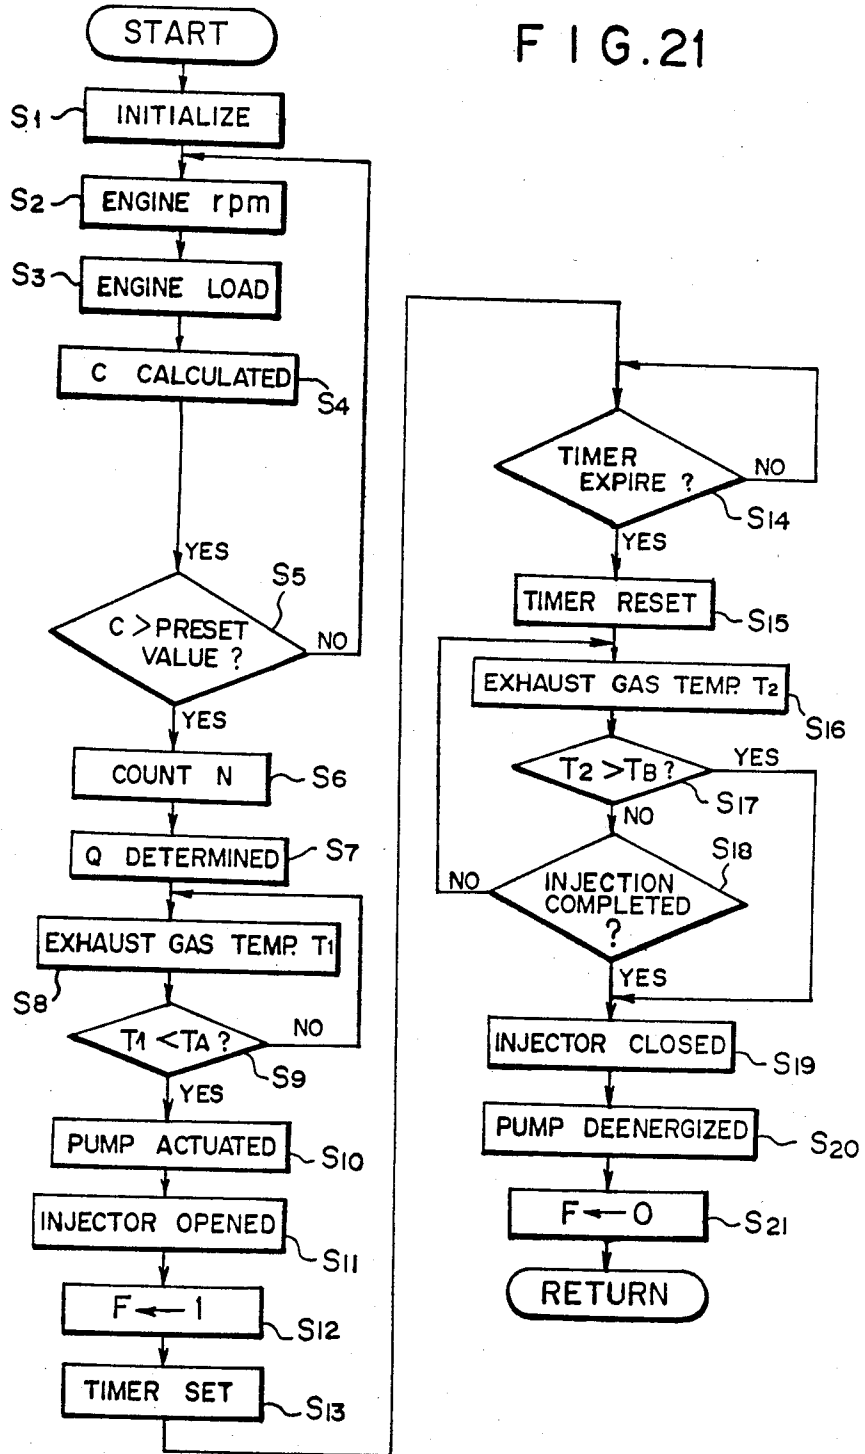 FIG.21
START
S1
INITIALIZE
S2
ENGINE rpm
S3
ENGINE LOAD
C CALCULATED
S4
YES
S5
C > PRESET
VALUE ?
NO
YES
COUNT N
S6
Q DETERMINED
S7
EXHAUST GAS TEMP. T1
S8
T1 < TA ?
NO
S9
YES
PUMP ACTUATED
S10
INJECTOR OPENED
S11
F ← 1
S12
TIMER SET
S13
TIMER
EXPIRE ?
NO
S14
YES
TIMER RESET
S15
EXHAUST GAS TEMP. T2
S16
T2 > TB ?
YES
S17
NO
S18
NO
INJECTION
COMPLETED
?
YES
INJECTOR CLOSED
S19
PUMP DEENERGIZED
S20
F ← 0
S21
RETURN